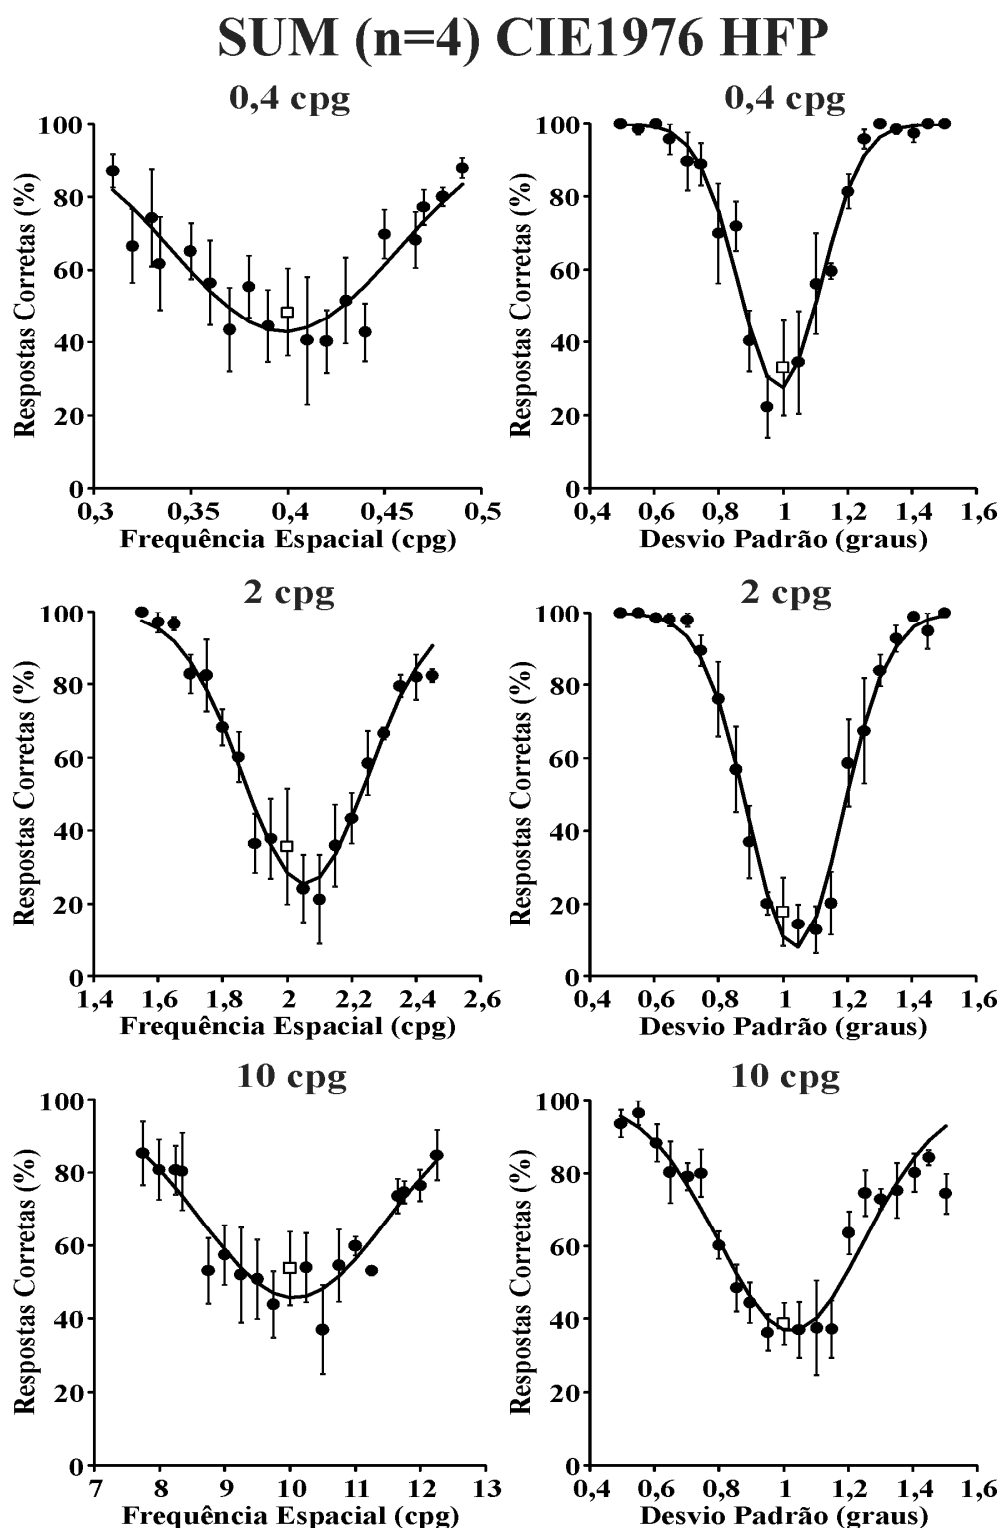 SUM (n=4) CIE1976 HFP
0,4 cpg
0,4 cpg
Respostas Corretas (%)
100
80
60
40
20
0
0,3 0,35 0,4 0,45 0,5
Frequência Espacial (cpg)
Respostas Corretas (%)
100
80
60
40
20
0
0,4 0,6 0,8 1 1,2 1,4 1,6
Desvio Padrão (graus)
2 cpg
2 cpg
Respostas Corretas (%)
100
80
60
40
20
0
1,4 1,6 1,8 2 2,2 2,4 2,6
Frequência Espacial (cpg)
Respostas Corretas (%)
100
80
60
40
20
0
0,4 0,6 0,8 1 1,2 1,4 1,6
Desvio Padrão (graus)
10 cpg
10 cpg
Respostas Corretas (%)
100
80
60
40
20
0
7 8 9 10 11 12 13
Frequência Espacial (cpg)
Respostas Corretas (%)
100
80
60
40
20
0
0,4 0,6 0,8 1 1,2 1,4 1,6
Desvio Padrão (graus)